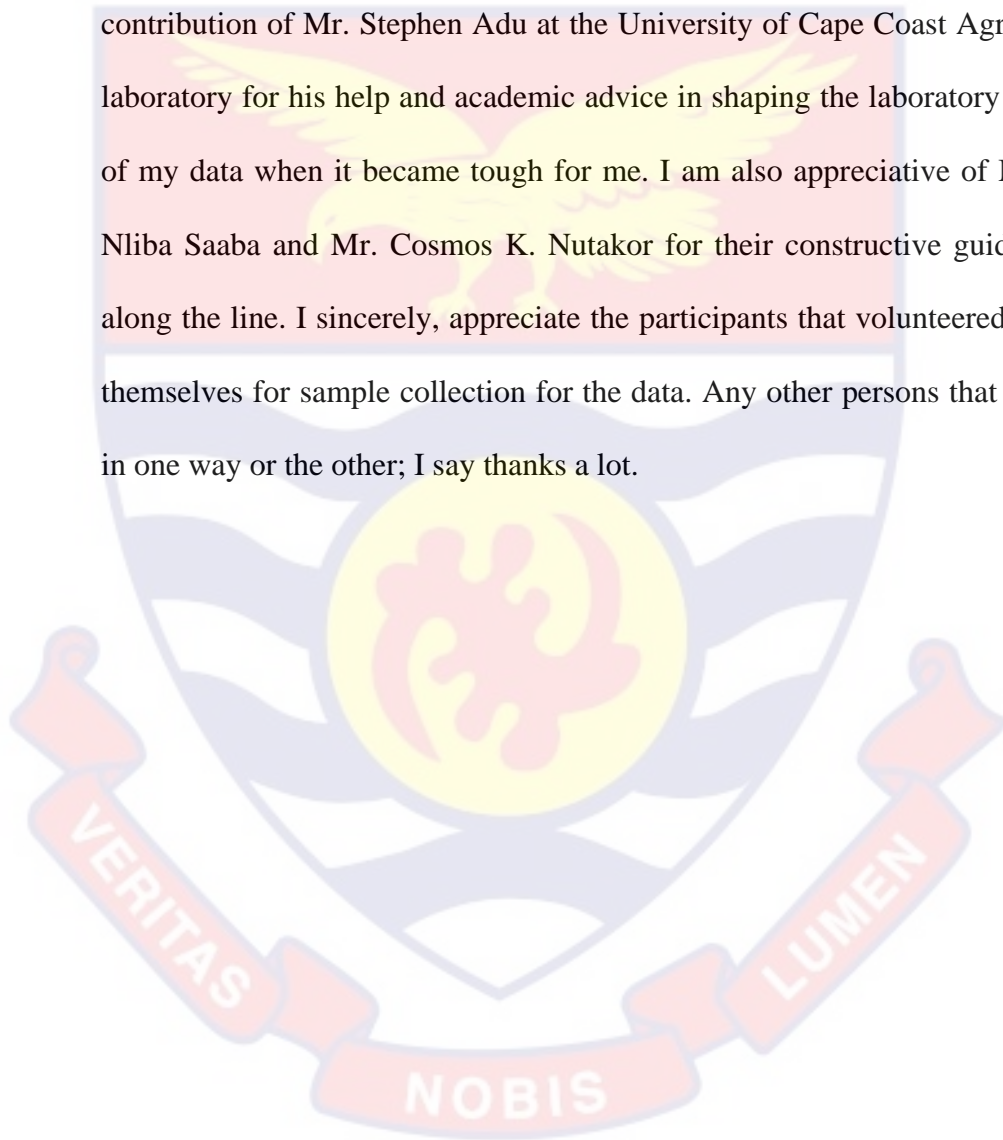 contribution of Mr. Stephen Adu at the University of Cape Coast
laboratory for his help and academic advice in shaping the laboratory
of my data when it became tough for me. I am also appreciative of
Nliba Saaba and Mr. Cosmos K. Nutakor for their constructive
along the line. I sincerely, appreciate the participants that volunteered
themselves for sample collection for the data. Any other persons that
in one way or the other; I say thanks a lot.
VERITAS
NOBIS
LUMEN